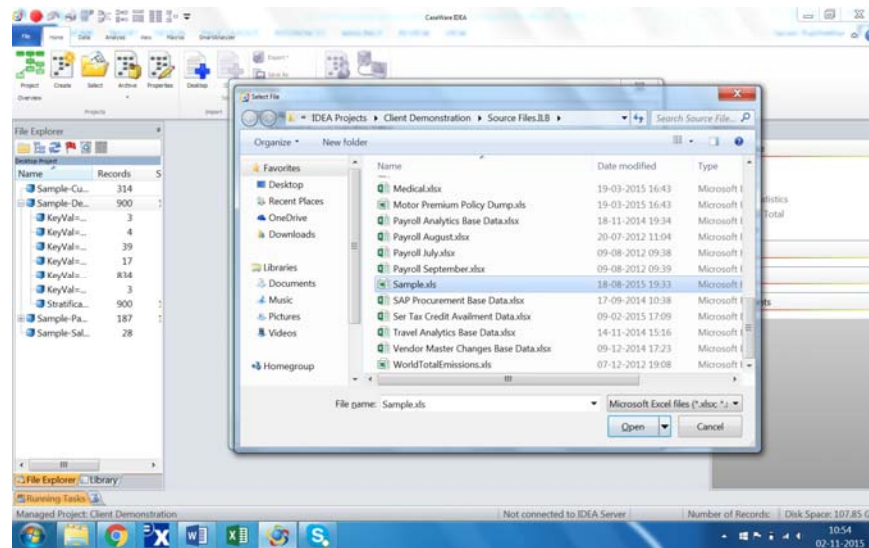 CaseWare IDEA
File Home Data Analysis View Macros SmartAnalyzer
Project Overview Create Select Archive Properties Desktop Export
Save As
Projects
Import
File Explorer
Desktop Project
Name Records S
Sample-Cu... 314
Sample-De... 900
KeyVal=... 3
KeyVal=... 4
KeyVal=... 39
KeyVal=... 17
KeyVal=... 834
KeyVal=... 3
Stratifica... 900
Sample-Pa... 187
Sample-Sal... 28
File Explorer Library
Running Tasks
Managed Project: Client Demonstration Not connected to IDEA Server Number of Records: Disk Space: 107.85 G
Select File
IDEA Projects Client Demonstration Source Files.ILB Search Source File...
Organize New folder
Favorites
Desktop
Recent Places
OneDrive
Downloads
Libraries
Documents
Music
Pictures
Videos
Homegroup
Name Date modified Type
Medical.xlsx 19-03-2015 16:43 Microsoft
Motor Premium Policy Dump.xlsx 19-03-2015 16:43 Microsoft
Payroll Analytics Base Data.xlsx 18-11-2014 19:34 Microsoft
Payroll August.xlsx 20-07-2012 11:04 Microsoft
Payroll July.xlsx 09-08-2012 09:38 Microsoft
Payroll September.xlsx 09-08-2012 09:39 Microsoft
Sample.xls 18-08-2015 19:33 Microsoft
SAP Procurement Base Data.xlsx 17-09-2014 10:38 Microsoft
Ser Tax Credit Availment Data.xlsx 09-02-2015 17:09 Microsoft
Travel Analytics Base Data.xlsx 14-11-2014 15:16 Microsoft
Vendor Master Changes Base Data.xlsx 09-12-2014 17:23 Microsoft
WorldTotalEmissions.xls 07-12-2012 19:08 Microsoft
File name: Sample.xls Microsoft Excel files (*.xlsx; *.
Open Cancel
Total
10:54
02-11-2015